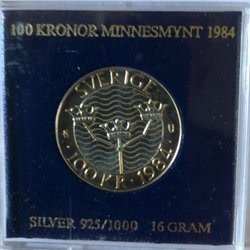 100 KRONOR MINNESMYNT 1984
SVERIGE
U
100 KR · 1984
SILVER 925/1000 16 GRAM